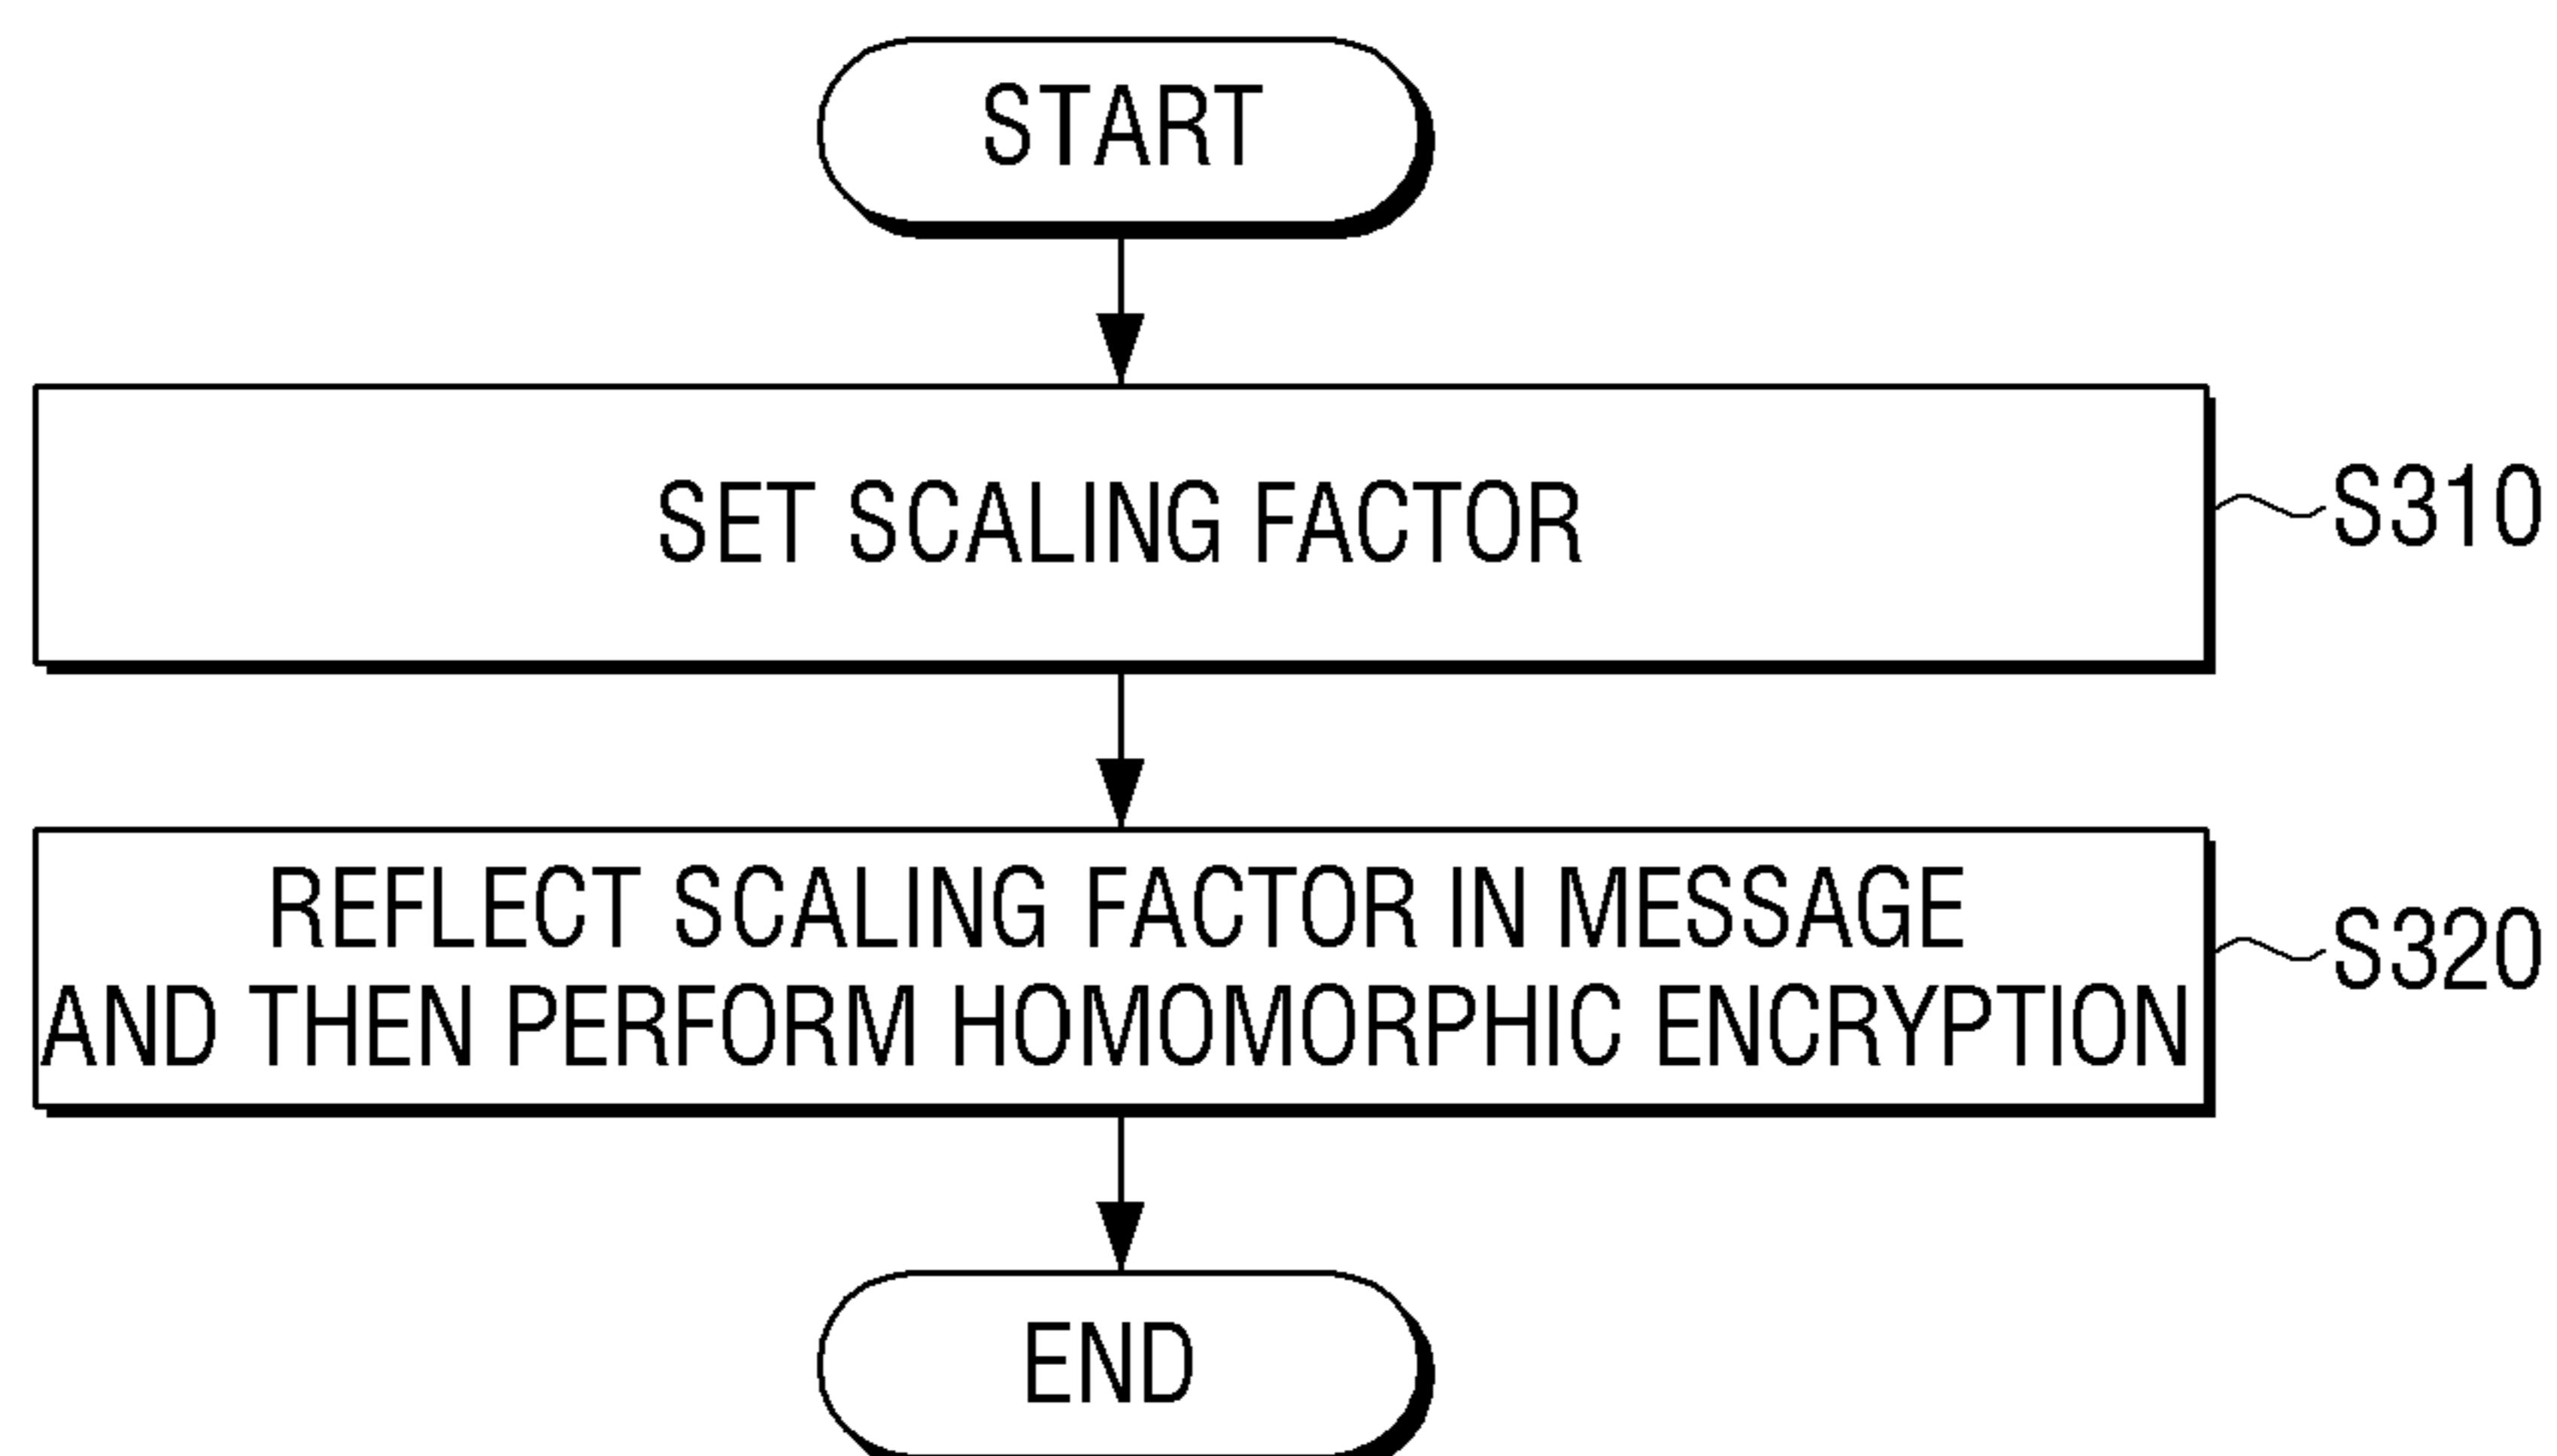 START
SET SCALING FACTOR
S310
REFLECT SCALING FACTOR IN MESSAGE
AND THEN PERFORM HOMOMORPHIC ENCRYPTION
S320
END